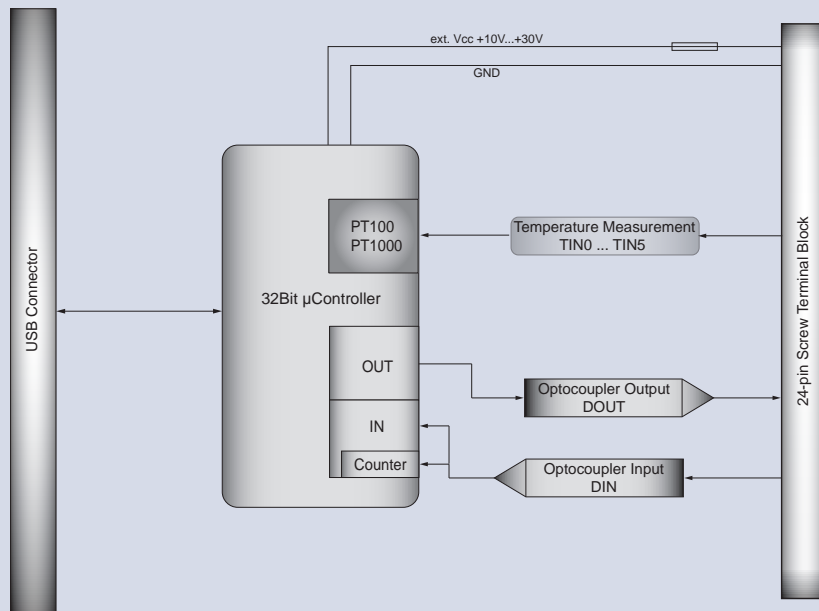 ext. Vcc +10V...+30V
GND
USB Connector
PT100
PT1000
Temperature Measurement
TIN0 ... TIN5
32Bit µController
24-pin Screw Terminal Block
OUT
Optocoupler Output
DOUT
IN
Counter
Optocoupler Input
DIN